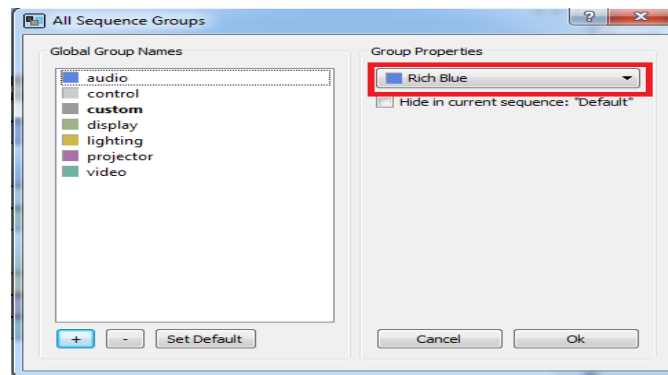 All Sequence Groups
Global Group Names
audio
control
custom
display
lighting
projector
video
+
-
Set Default
Group Properties
Rich Blue
Hide in current sequence: "Default"
Cancel
Ok